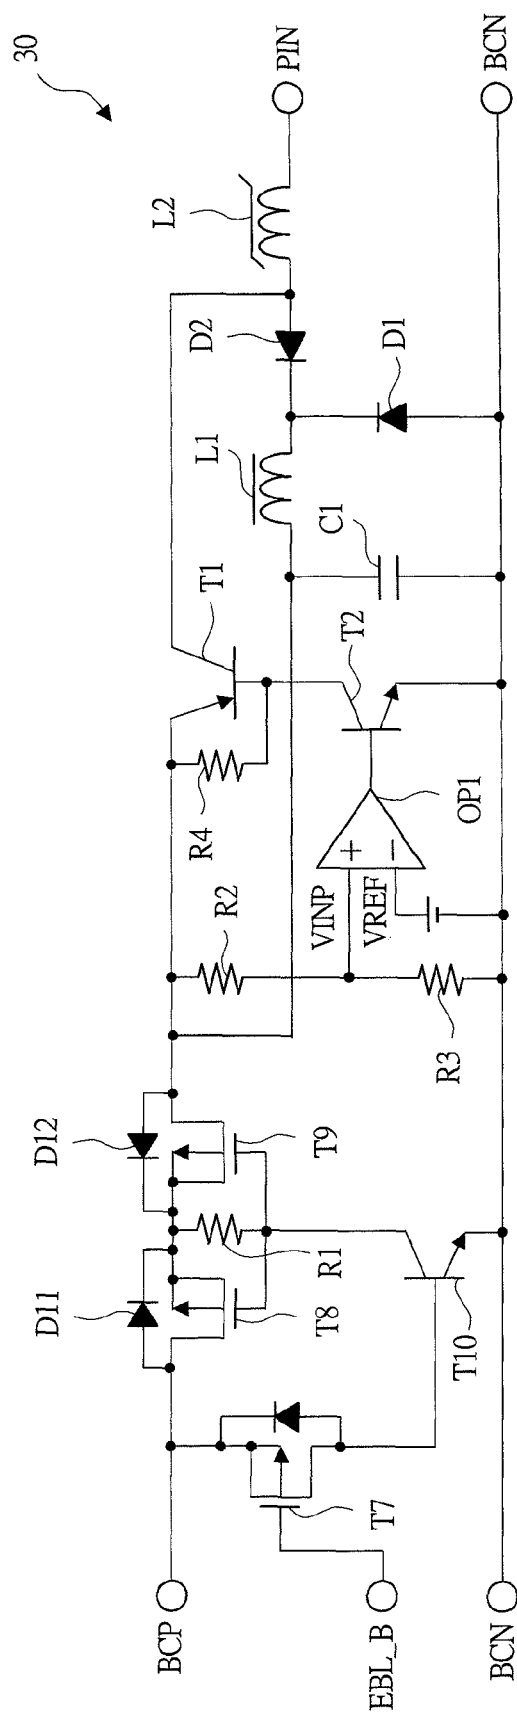 30
PIN
BCN
L2
D2
D1
L1
C1
T1
T2
R4
OP1
R2
VINP
VREF
+
−
R3
D12
T9
R1
D11
T8
T10
T7
BCP
EBL_B
BCN